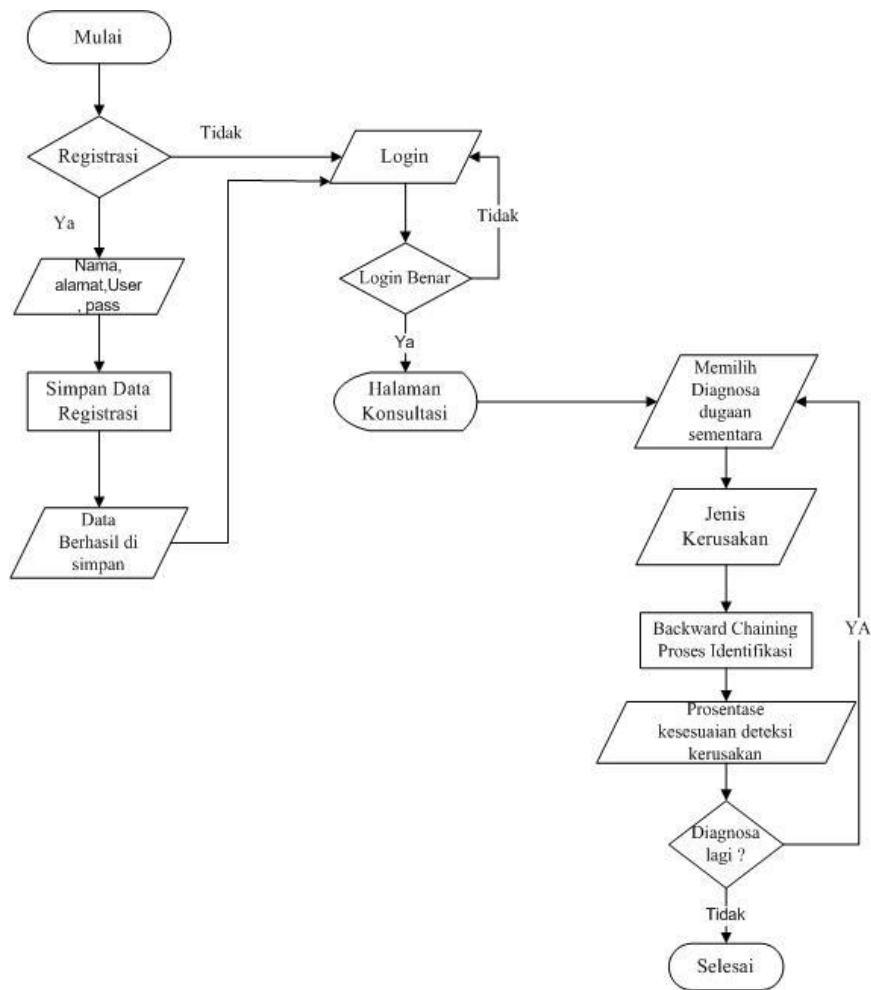 Mulai
Registrasi
Tidak
Ya
Nama,
alamat,User
, pass
Simpan Data
Registrasi
Data
Berhasil di
simpan
Login
Tidak
Login Benar
Ya
Halaman
Konsultasi
Memilih
Diagnosa
dugaan
sementara
Jenis
Kerusakan
Backward Chaining
Proses Identifikasi
Prosentase
kesesuaian deteksi
kerusakan
Diagnosa
lagi ?
YA
Tidak
Selesai